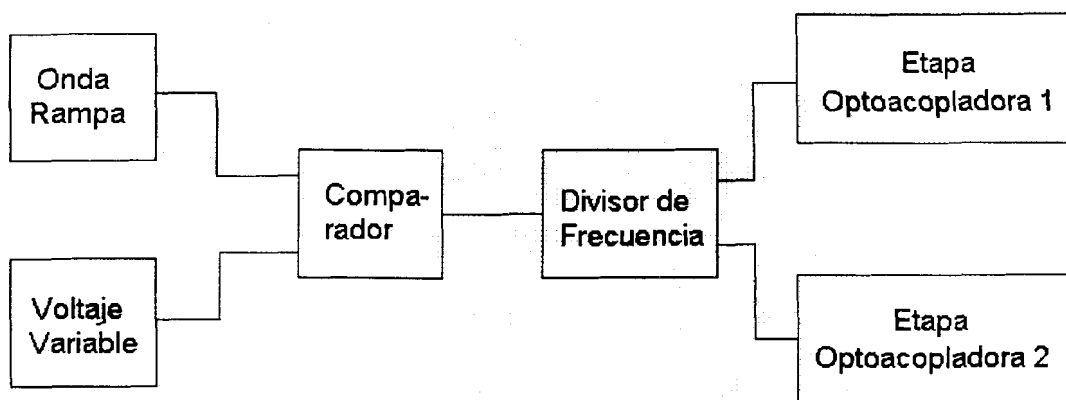 Onda
Rampa
Voltaje
Variable
Compa-
rador
Divisor de
Frecuencia
Etapa
Optoacopladora 1
Etapa
Optoacopladora 2